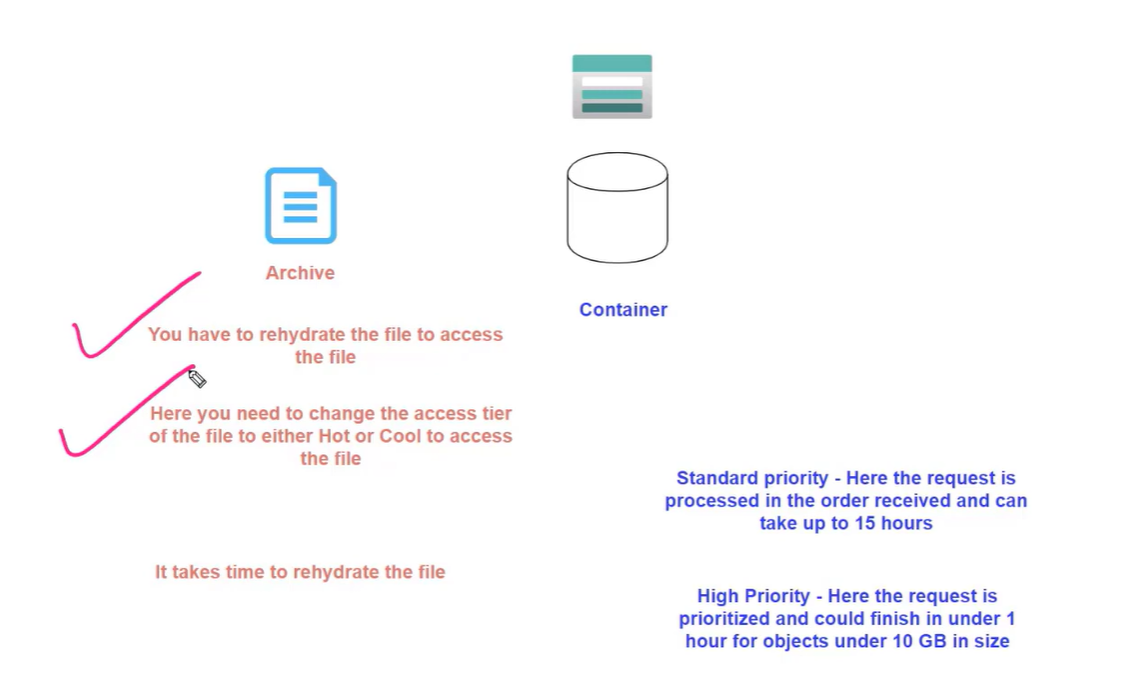 Archive
Container
You have to rehydrate the file to access
the file
Here you need to change the access tier
of the file to either Hot or Cool to access
the file
Standard priority - Here the request is
processed in the order received and can
take up to 15 hours
It takes time to rehydrate the file
High Priority - Here the request is
prioritized and could finish in under 1
hour for objects under 10 GB in size